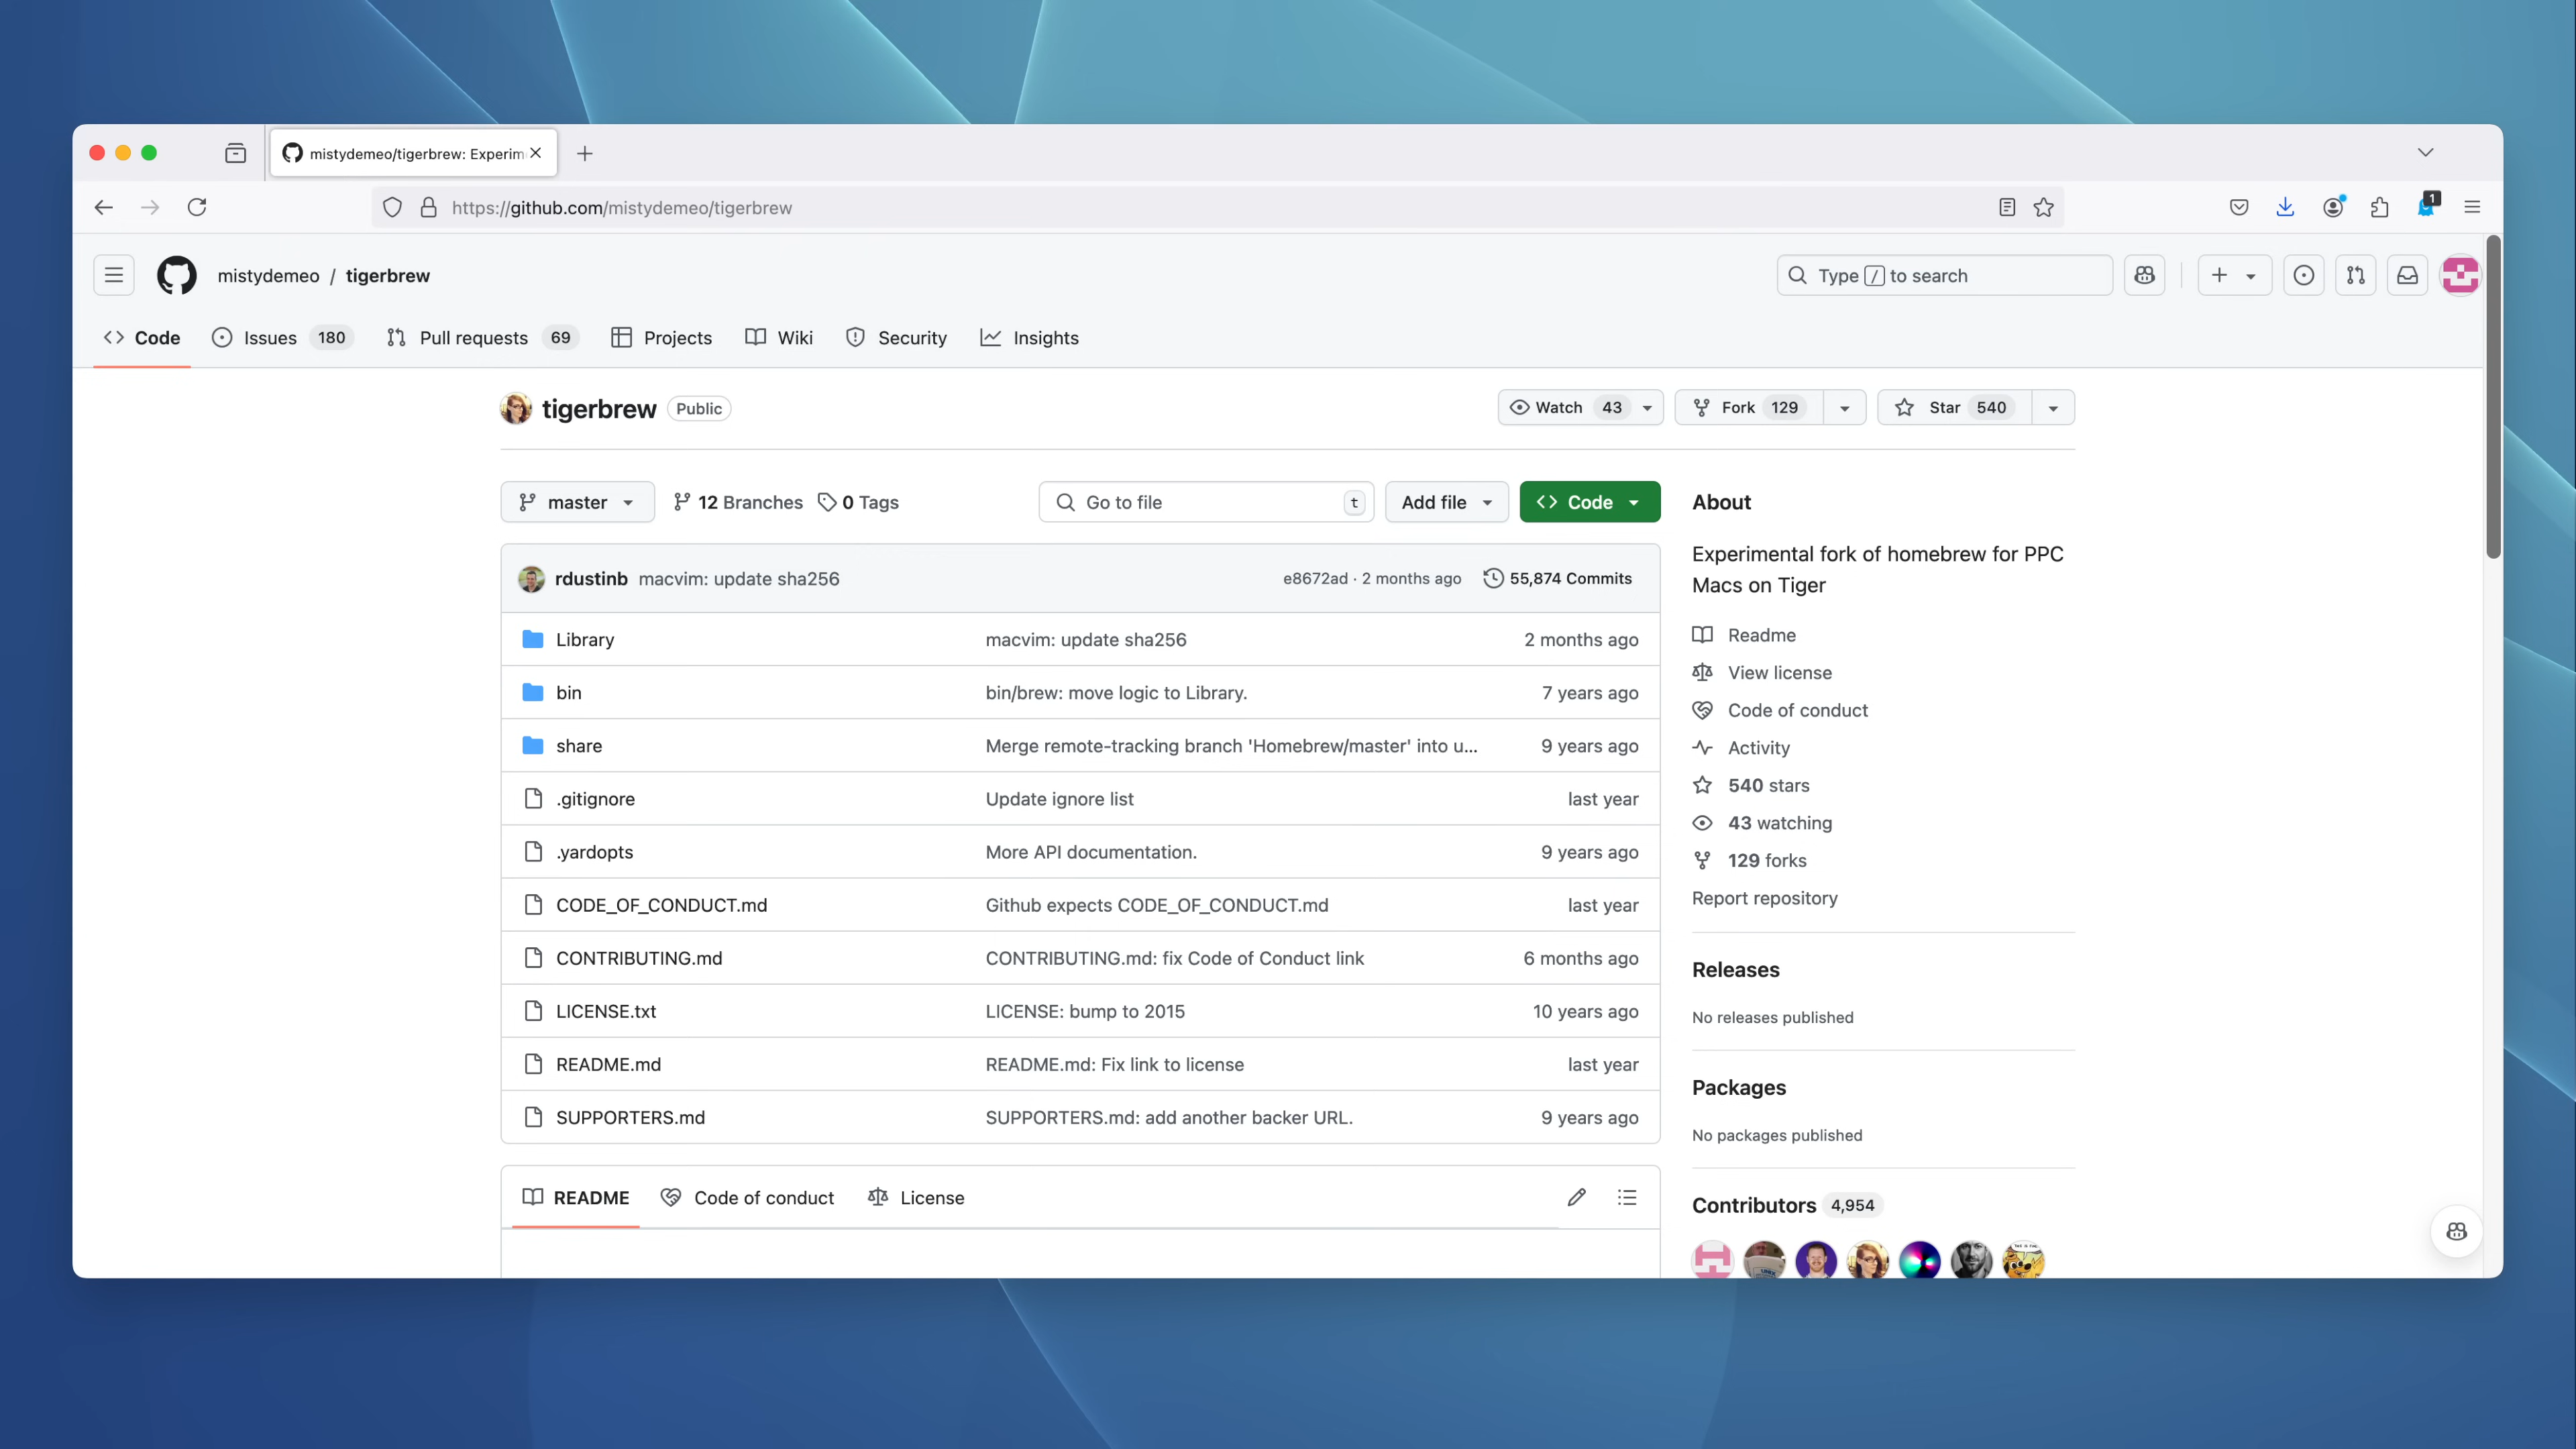 mistydemeo/tigerbrew: Experim
https://github.com/mistydemeo/tigerbrew
1
mistydemeo / tigerbrew
Type / to search
Code
Issues 180
Pull requests 69
Projects
Wiki
Security
Insights
tigerbrew Public
Watch 43
Fork 129
Star 540
master
12 Branches
0 Tags
Go to file t
Add file
Code
rdustinb macvim: update sha256 e8672ad · 2 months ago 55,874 Commits
Library macvim: update sha256 2 months ago
bin bin/brew: move logic to Library. 7 years ago
share Merge remote-tracking branch 'Homebrew/master' into u... 9 years ago
.gitignore Update ignore list last year
.yardopts More API documentation. 9 years ago
CODE_OF_CONDUCT.md Github expects CODE_OF_CONDUCT.md last year
CONTRIBUTING.md CONTRIBUTING.md: fix Code of Conduct link 6 months ago
LICENSE.txt LICENSE: bump to 2015 10 years ago
README.md README.md: Fix link to license last year
SUPPORTERS.md SUPPORTERS.md: add another backer URL. 9 years ago
README
Code of conduct
License
About
Experimental fork of homebrew for PPC
Macs on Tiger
Readme
View license
Code of conduct
Activity
540 stars
43 watching
129 forks
Report repository
Releases
No releases published
Packages
No packages published
Contributors 4,954